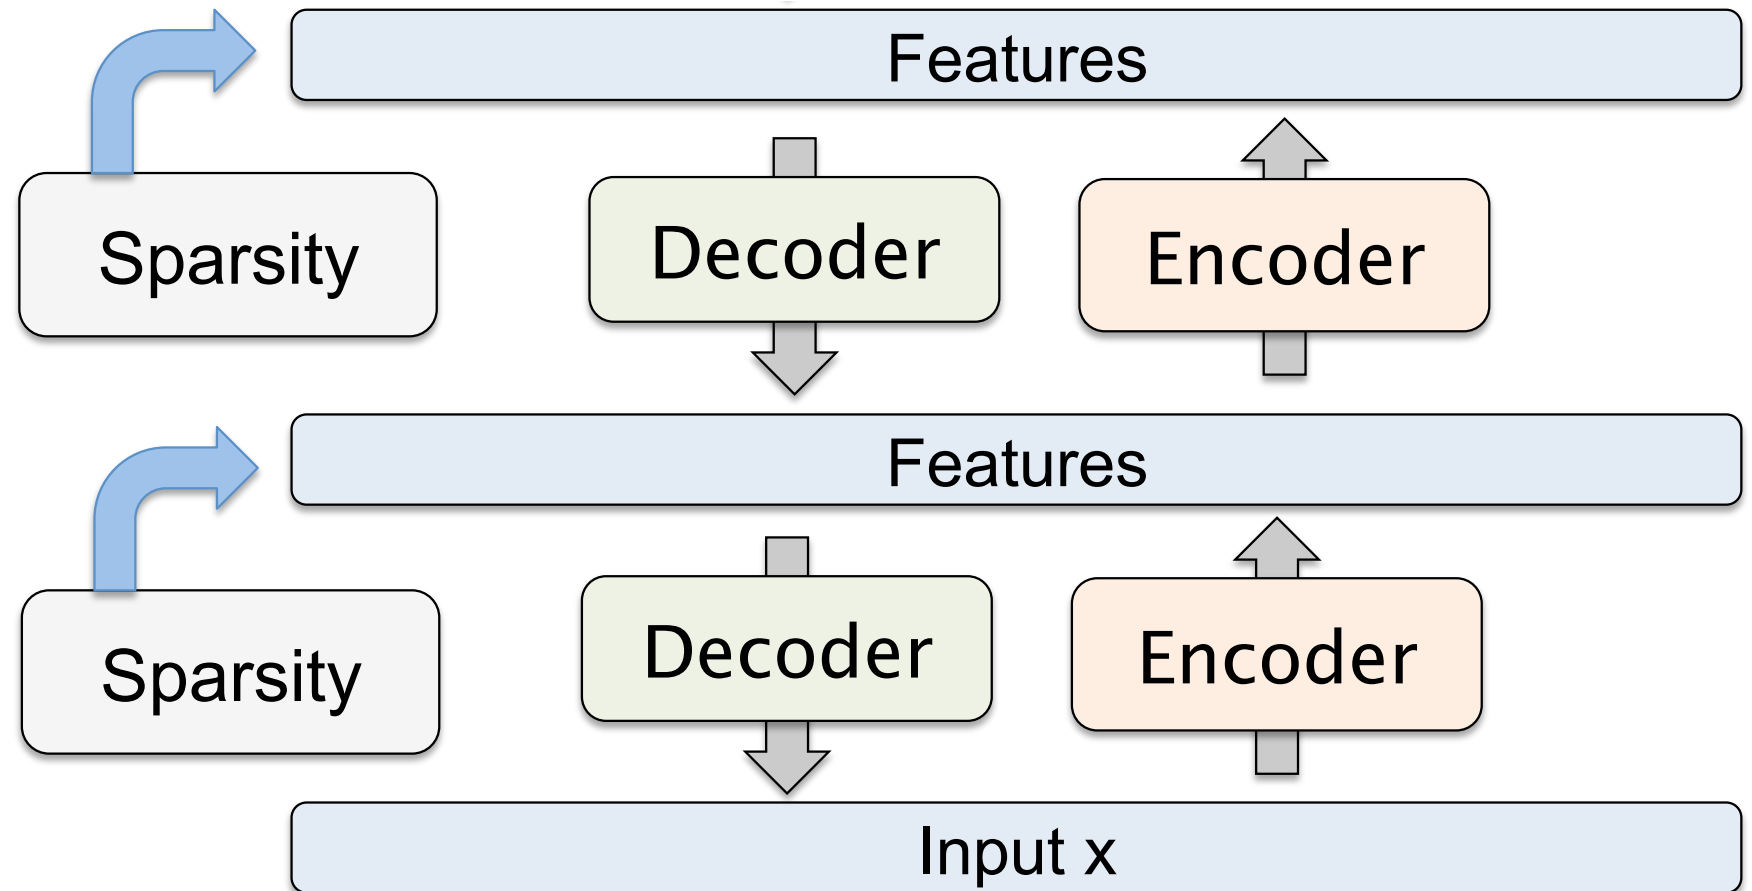 Features
Sparsity
Decoder
Encoder
Features
Sparsity
Decoder
Encoder
Input x